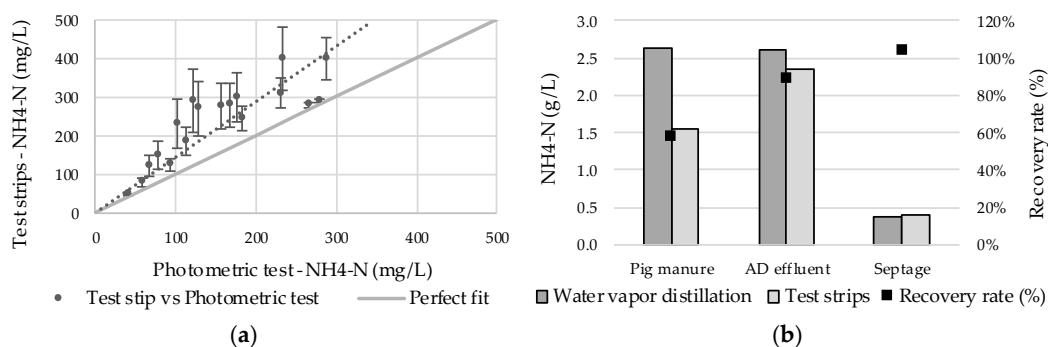 Test strips - NH4-N (mg/L)
500
400
300
200
100
0
0 100 200 300 400 500
Photometric test - NH4-N (mg/L)
Test stip vs Photometric test Perfect fit
(a)
NH4-N (g/L)
3.0
2.5
2.0
1.5
1.0
0.5
0.0
120%
100%
80%
60%
40%
20%
0%
Recovery rate (%)
Pig manure AD effluent Septage
Water vapor distillation Test strips Recovery rate (%)
(b)